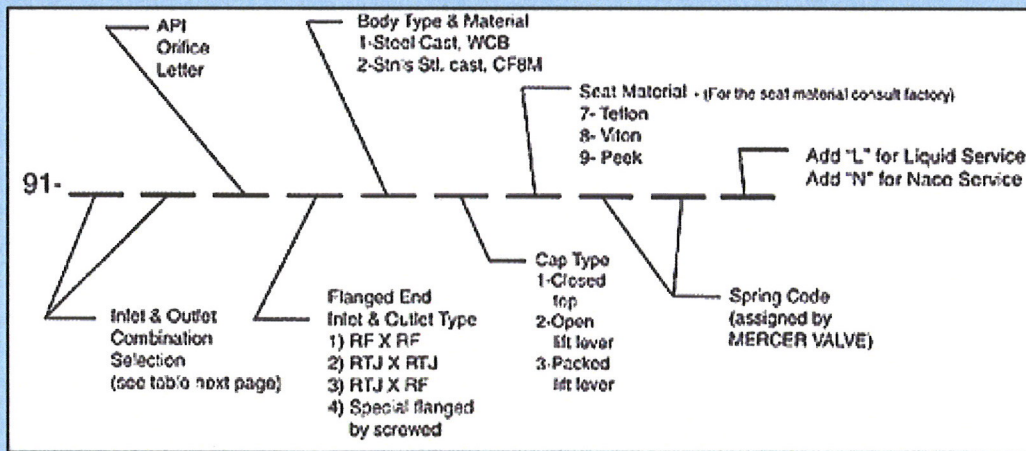 API
Orifice
Letter
Body Type & Material
1-Steel Cast, WCB
2-Stn's Stl. cast, CF8M
Seat Material - (For the seat material consult factory)
7- Teflon
8- Viton
9- Peek
Add "L" for Liquid Service
Add "N" for Nace Service
91-
Inlet & Outlet
Combination
Selection
(see table next page)
Flanged End
Inlet & Outlet Type
1) RF X RF
2) RTJ X RTJ
3) RTJ X RF
4) Special flanged
by screwed
Cap Type
1-Closed
top
2-Open
lift lever
3-Packed
lift lever
Spring Code
(assigned by
MERCER VALVE)